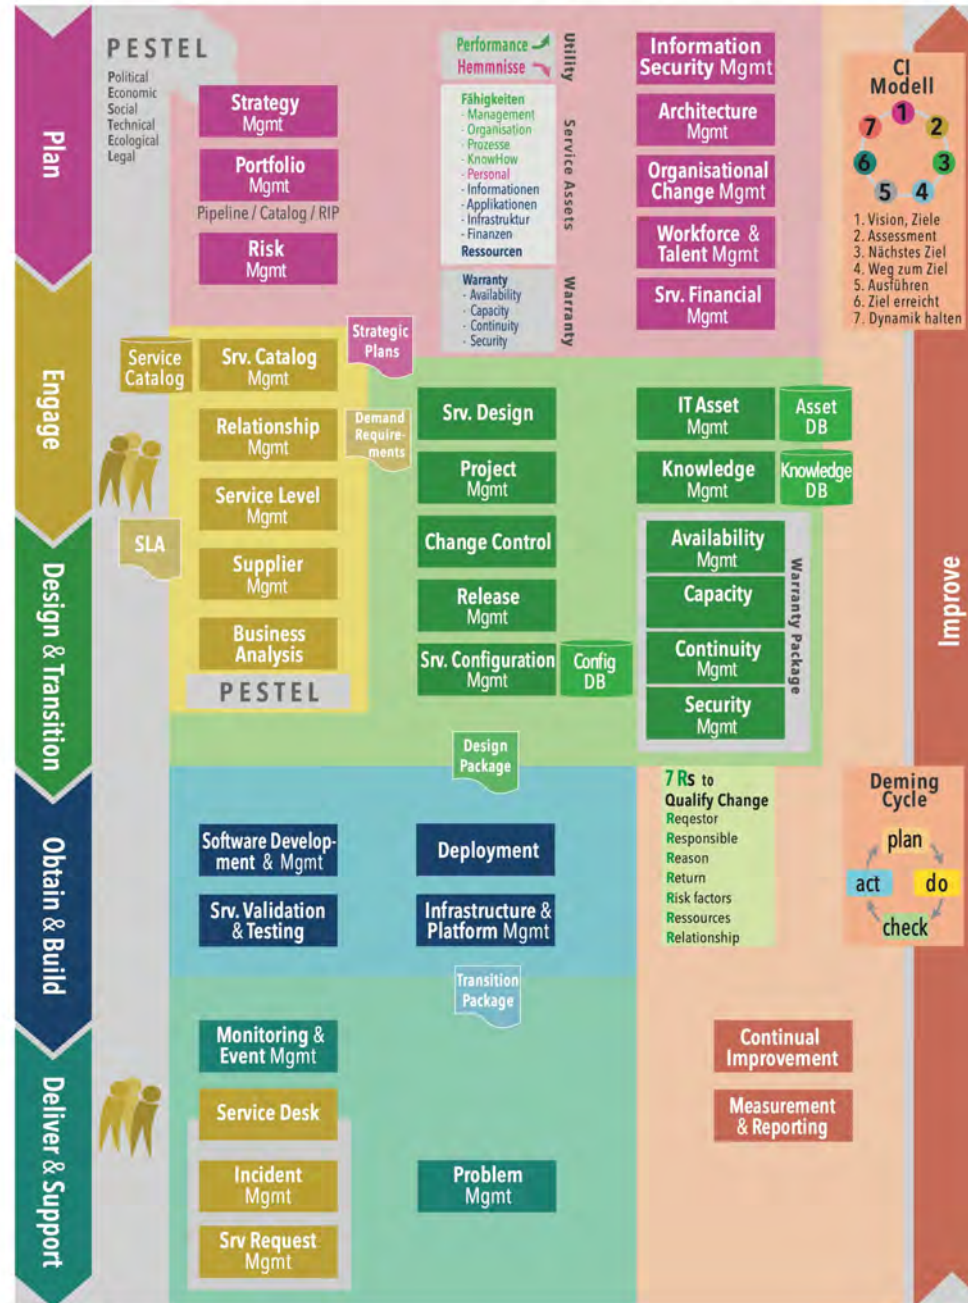 Plan
Engage
Design & Transition
Obtain & Build
Deliver & Support
Improve
PESTEL
Political
Economic
Social
Technical
Ecological
Legal
Strategy
Mgmt
Portfolio
Mgmt
Pipeline / Catalog / RIP
Risk
Mgmt
Performance
Hemmnisse
Utility
Fähigkeiten
- Management
- Organisation
- Prozesse
- KnowHow
- Personal
- Informationen
- Applikationen
- Infrastruktur
- Finanzen
Ressourcen
Service Assets
Warranty
- Availability
- Capacity
- Continuity
- Security
Warranty
Information
Security Mgmt
Architecture
Mgmt
Organisational
Change Mgmt
Workforce &
Talent Mgmt
Srv. Financial
Mgmt
CI
Modell
1
2
3
4
5
6
7
1. Vision, Ziele
2. Assessment
3. Nächstes Ziel
4. Weg zum Ziel
5. Ausführen
6. Ziel erreicht
7. Dynamik halten
Service
Catalog
Srv. Catalog
Mgmt
Strategic
Plans
Relationship
Mgmt
Demand
Require-
ments
Service Level
Mgmt
SLA
Supplier
Mgmt
Business
Analysis
PESTEL
Srv. Design
Project
Mgmt
Change Control
Release
Mgmt
Srv. Configuration
Mgmt
Config
DB
IT Asset
Mgmt
Asset
DB
Knowledge
Mgmt
Knowledge
DB
Availability
Mgmt
Capacity
Continuity
Mgmt
Security
Mgmt
Warranty Package
Design
Package
Software Develop-
ment & Mgmt
Deployment
Srv. Validation
& Testing
Infrastructure &
Platform Mgmt
7 Rs to
Qualify Change
Reqestor
Responsible
Reason
Return
Risk factors
Ressources
Relationship
Deming
Cycle
plan
do
check
act
Transition
Package
Monitoring &
Event Mgmt
Service Desk
Incident
Mgmt
Srv Request
Mgmt
Problem
Mgmt
Continual
Improvement
Measurement
& Reporting